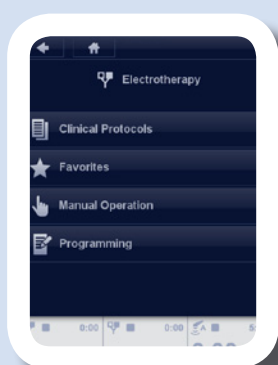 Electrotherapy
Clinical Protocols
Favorites
Manual Operation
Programming
0:00 0:00 A